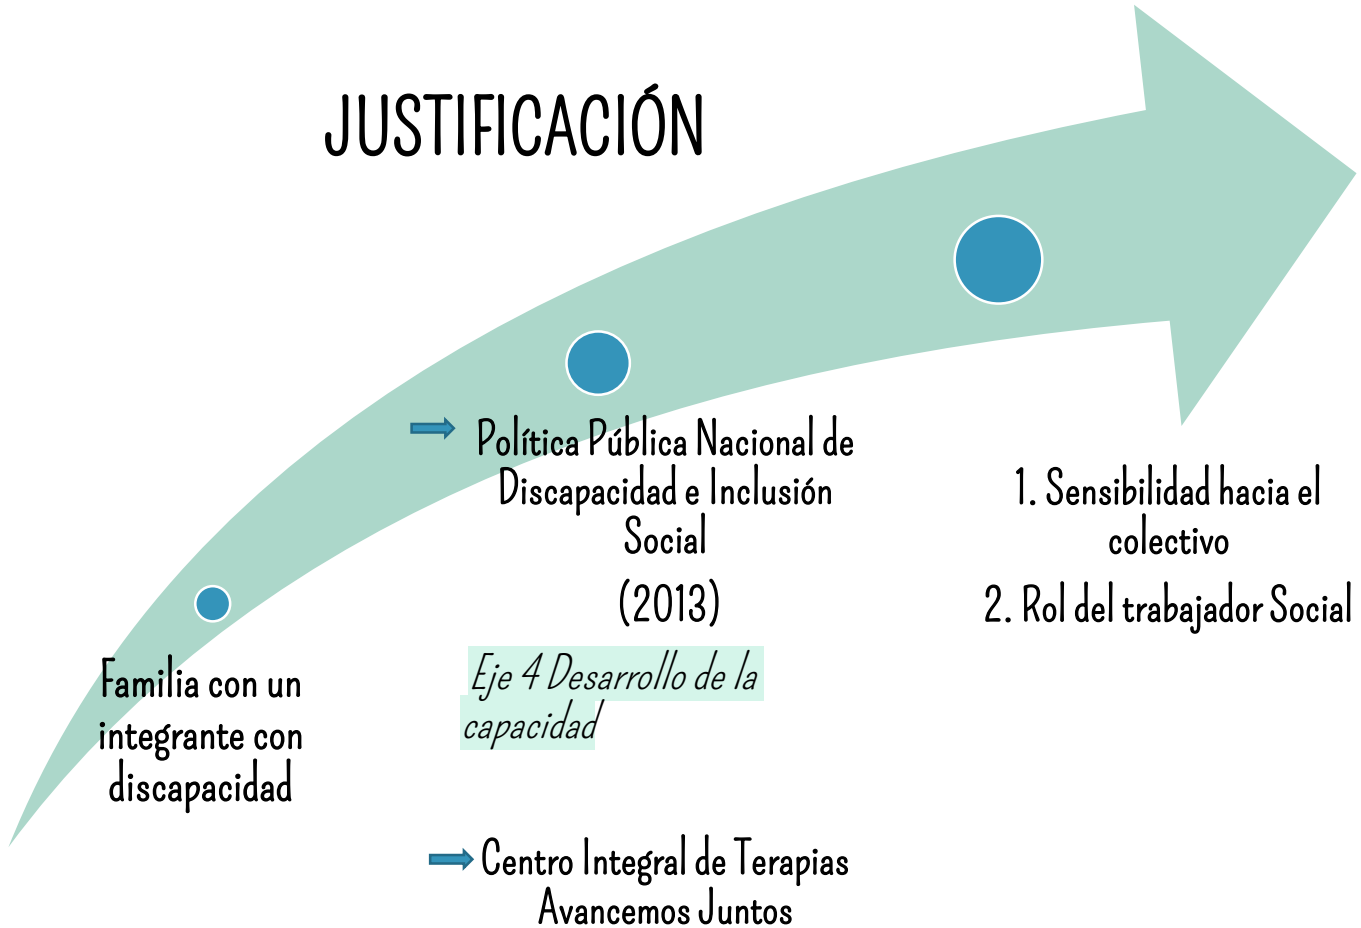 JUSTIFICACIÓN
Familia con un
integrante con
discapacidad
Política Pública Nacional de
Discapacidad e Inclusión
Social
(2013)
Eje 4 Desarrollo de la
capacidad
Centro Integral de Terapias
Avancemos Juntos
1. Sensibilidad hacia el
colectivo
2. Rol del trabajador Social